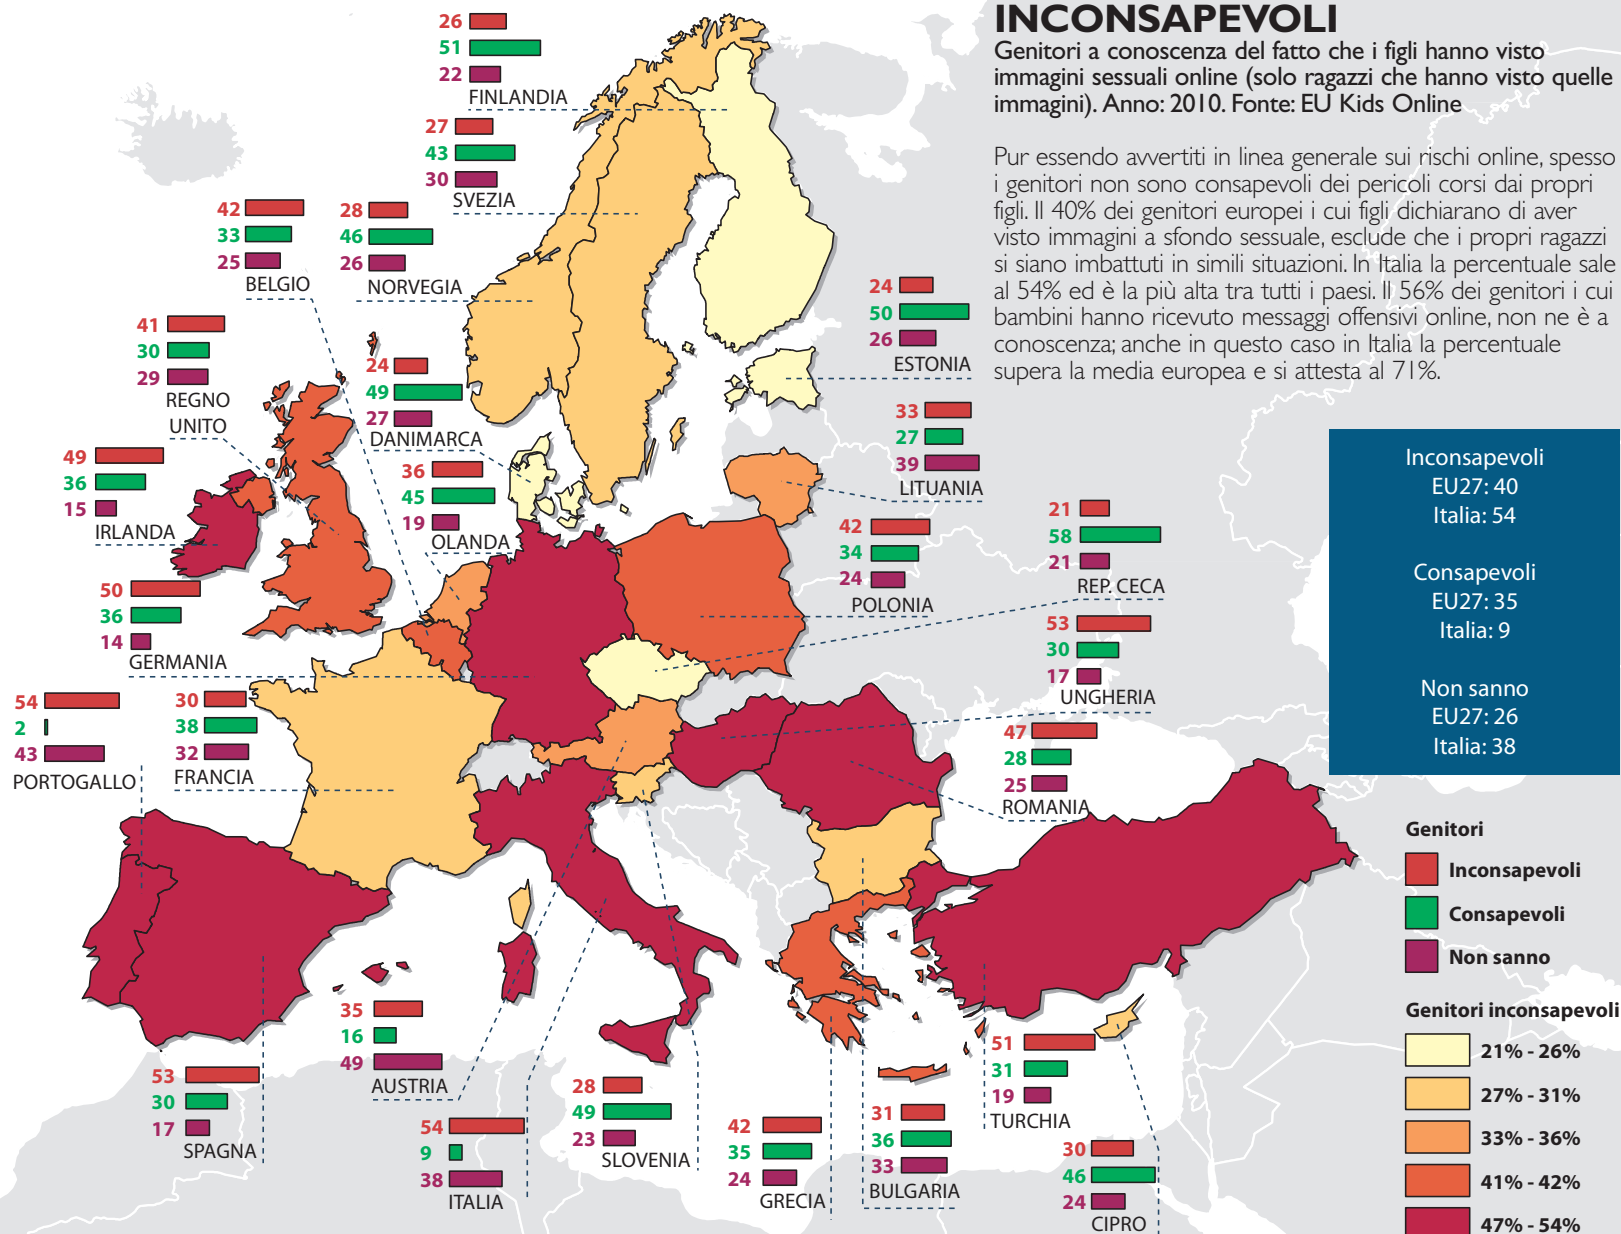 INCONSAPEVOLI
Genitori a conoscenza del fatto che i figli hanno visto
immagini sessuali online (solo ragazzi che hanno visto quelle
immagini). Anno: 2010. Fonte: EU Kids Online
Pur essendo avvertiti in linea generale sui rischi online, spesso
i genitori non sono consapevoli dei pericoli corsi dai propri
figli. Il 40% dei genitori europei i cui figli dichiarano di aver
visto immagini a sfondo sessuale, esclude che i propri ragazzi
si siano imbattuti in simili situazioni. In Italia la percentuale sale
al 54% ed è la più alta tra tutti i paesi. Il 56% dei genitori i cui
bambini hanno ricevuto messaggi offensivi online, non ne è a
conoscenza; anche in questo caso in Italia la percentuale
supera la media europea e si attesta al 71%.
26
51
22
FINLANDIA
27
43
30
SVEZIA
42
33
25
BELGIO
28
46
26
NORVEGIA
24
50
26
ESTONIA
41
30
29
REGNO
UNITO
24
49
27
DANIMARCA
33
27
39
LITUANIA
49
36
15
IRLANDA
36
45
19
OLANDA
42
34
24
POLONIA
21
58
21
REP. CECA
50
36
14
GERMANIA
53
30
17
UNGHERIA
54
2
43
PORTOGALLO
30
38
32
FRANCIA
47
28
25
ROMANIA
35
16
49
AUSTRIA
53
30
17
SPAGNA
54
9
38
ITALIA
28
49
23
SLOVENIA
42
35
24
GRECIA
31
36
33
BULGARIA
51
31
19
TURCHIA
30
46
24
CIPRO
Inconsapevoli
EU27: 40
Italia: 54
Consapevoli
EU27: 35
Italia: 9
Non sanno
EU27: 26
Italia: 38
Genitori
Inconsapevoli
Consapevoli
Non sanno
Genitori inconsapevoli
21% - 26%
27% - 31%
33% - 36%
41% - 42%
47% - 54%